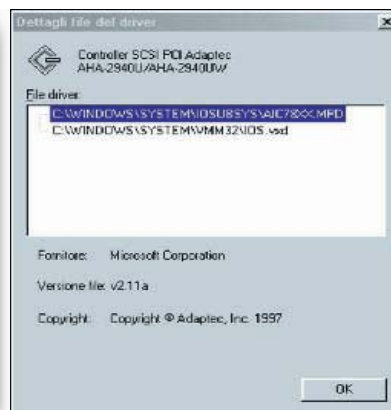 Dettagli file del driver
Controller SCSI PCI Adaptec
AHA-2940U/AHA-2940UW
File driver:
C:\WINDOWS\SYSTEM\IOSUBSYS\AIC78XX.MPD
C:\WINDOWS\SYSTEM\VMM32\IOS.vxd
Fornitore: Microsoft Corporation
Versione file: v2.11a
Copyright: Copyright © Adaptec, Inc. 1997
OK